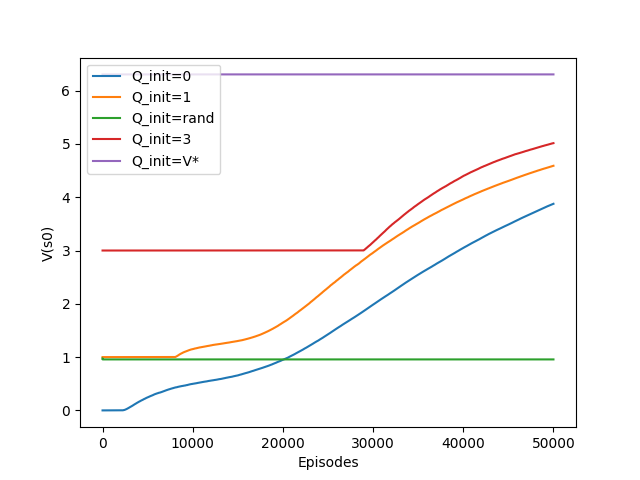 Q_init=0
Q_init=1
Q_init=rand
Q_init=3
Q_init=V*
6
5
4
3
2
1
0
V(s0)
0 10000 20000 30000 40000 50000
Episodes